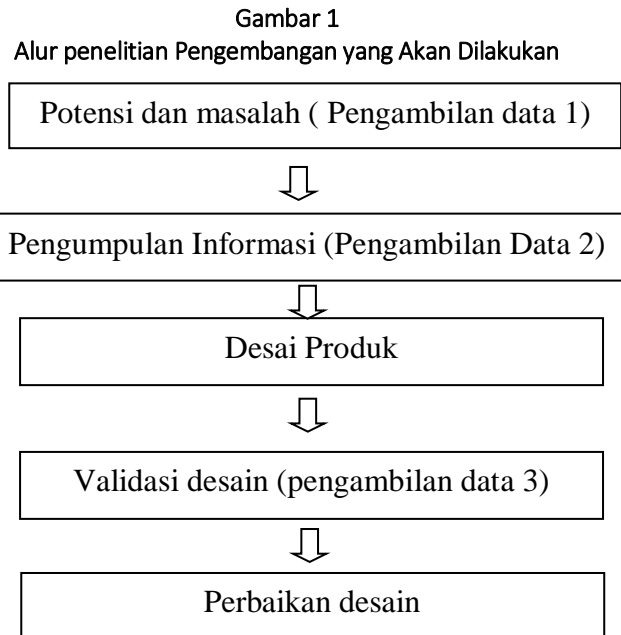 Gambar 1
Alur penelitian Pengembangan yang Akan Dilakukan
Potensi dan masalah ( Pengambilan data 1)
Pengumpulan Informasi (Pengambilan Data 2)
Desai Produk
Validasi desain (pengambilan data 3)
Perbaikan desain